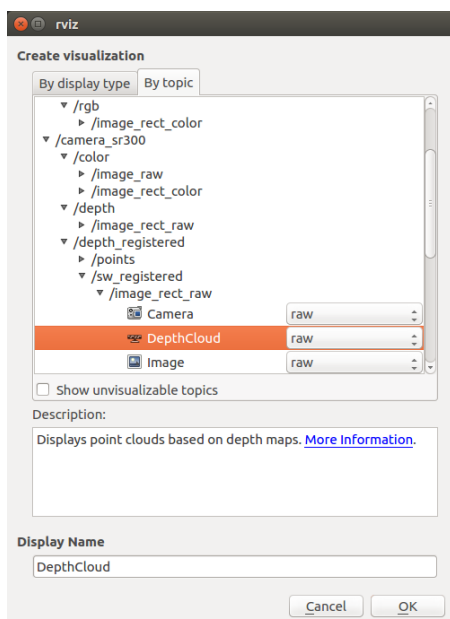 rviz
Create visualization
By display type By topic
/rgb
/image_rect_color
/camera_sr300
/color
/image_raw
/image_rect_color
/depth
/image_rect_raw
/depth_registered
/points
/sw_registered
/image_rect_raw
Camera raw
DepthCloud raw
Image raw
Show unvisualizable topics
Description:
Displays point clouds based on depth maps. More Information.
Display Name
DepthCloud
Cancel OK